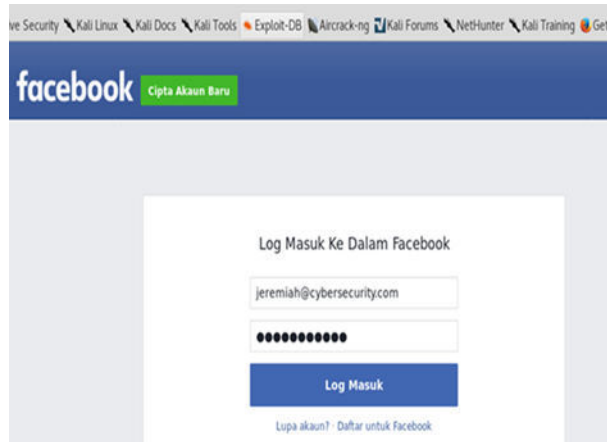 ve Security Kali Linux Kali Docs Kali Tools Exploit-DB Aircrack-ng Kali Forums NetHunter Kali Training Get
facebook Cipta Akaun Baru
Log Masuk Ke Dalam Facebook
jeremiah@cybersecurity.com
●●●●●●●●●●●
Log Masuk
Lupa akaun? · Daftar untuk Facebook